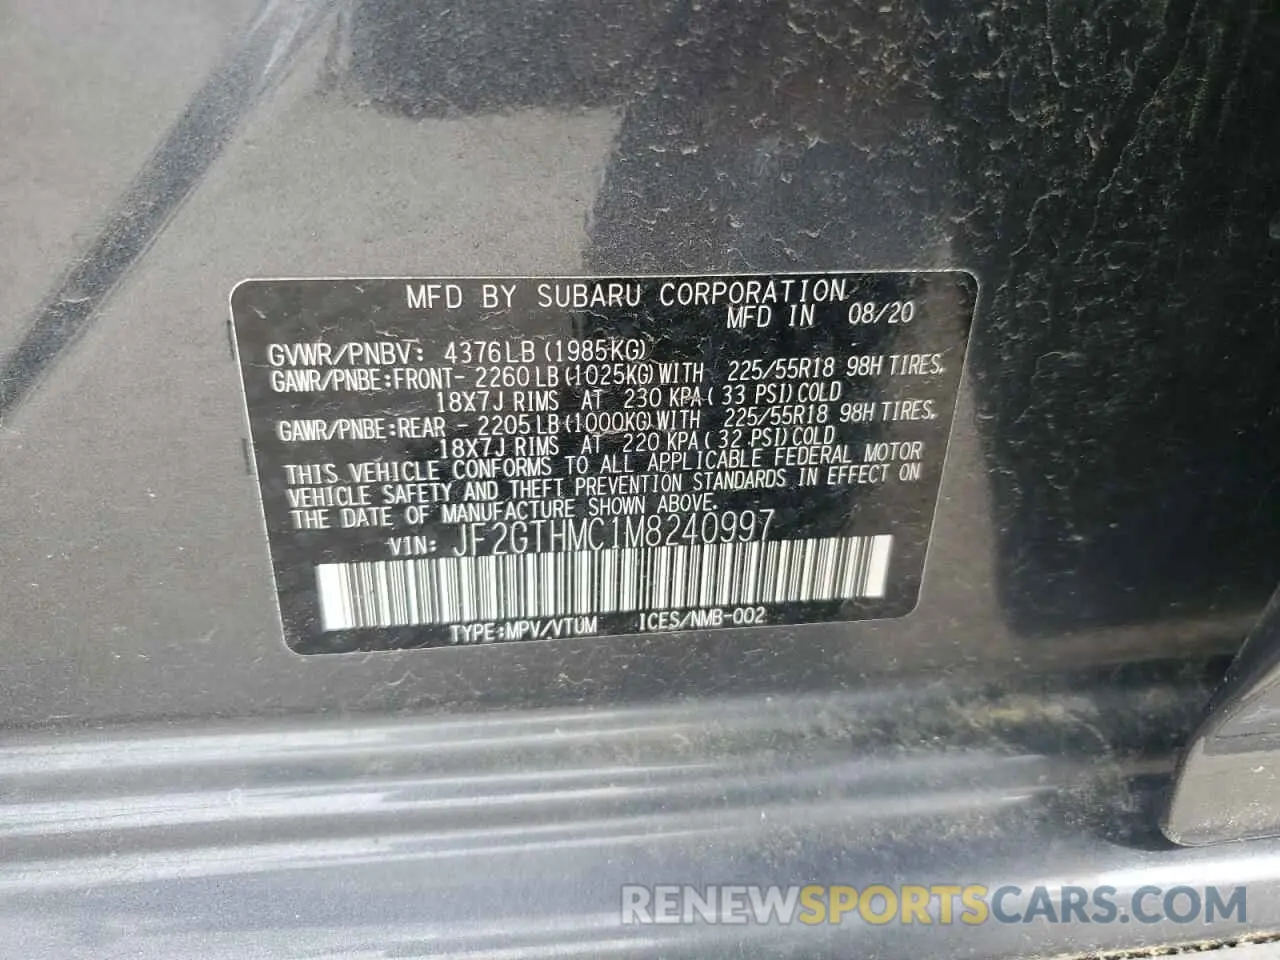 MFD BY SUBARU CORPORATION
MFD IN 08/20
GVWR/PNBV: 4376LB(1985KG)
GAWR/PNBE:FRONT- 2260LB(1025KG)WITH 225/55R18 98H TIRES,
18X7J RIMS AT 230 KPA(33 PSI)COLD
GAWR/PNBE:REAR - 2205LB(1000KG)WITH 225/55R18 98H TIRES,
18X7J RIMS AT 220 KPA(32 PSI)COLD
THIS VEHICLE CONFORMS TO ALL APPLICABLE FEDERAL MOTOR
VEHICLE SAFETY AND THEFT PREVENTION STANDARDS IN EFFECT ON
THE DATE OF MANUFACTURE SHOWN ABOVE.
VIN: JF2GTHMC1M8240997
TYPE:MPV/VTUM ICES/NMB-002
RENEWSPORTSCARS.COM